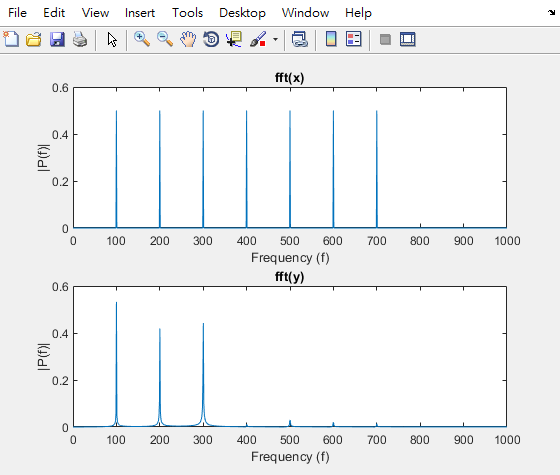 File Edit View Insert Tools Desktop Window Help
fft(x)
0.6
0.4
0.2
0
|P(f)|
0 100 200 300 400 500 600 700 800 900 1000
Frequency (f)
fft(y)
0.6
0.4
0.2
0
|P(f)|
0 100 200 300 400 500 600 700 800 900 1000
Frequency (f)